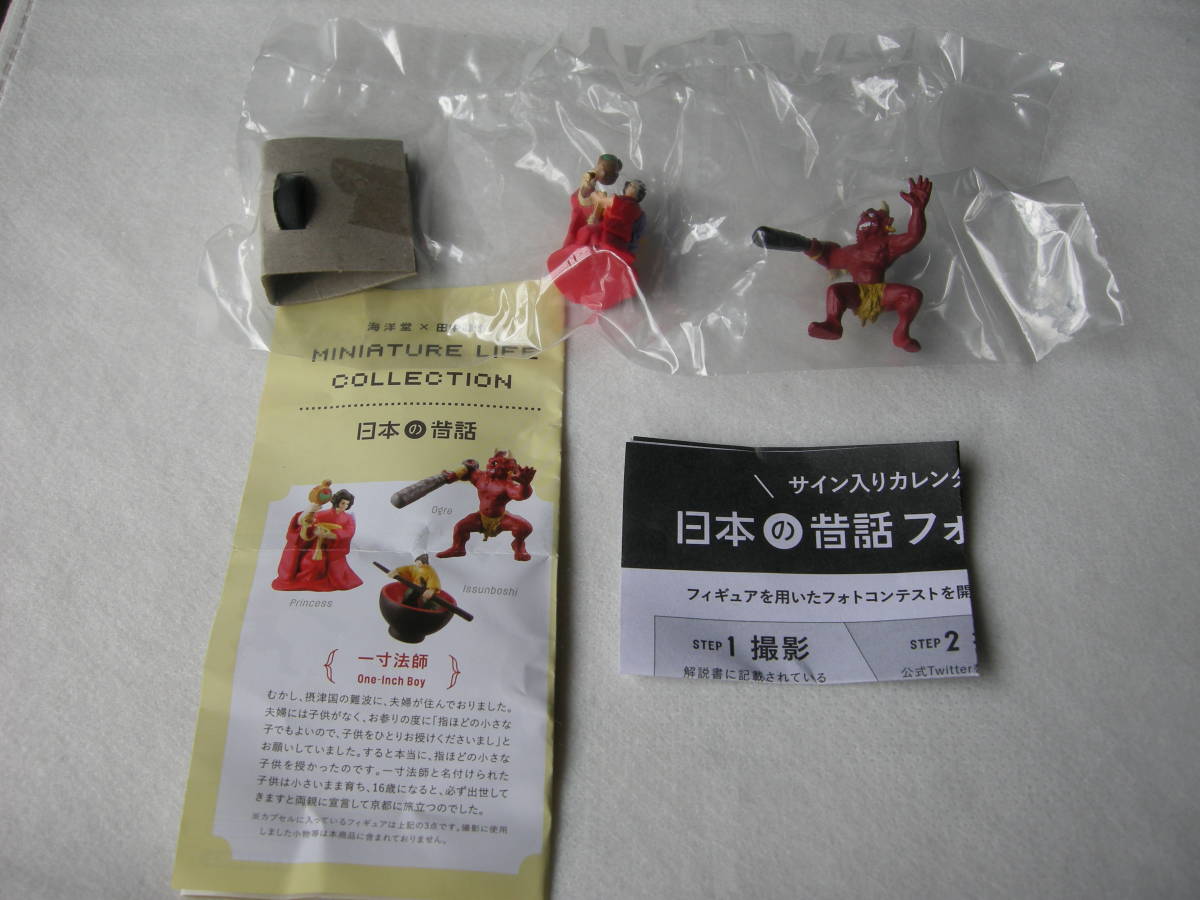 海洋堂 × 田
MINIATURE LIFE
COLLECTION
日本の昔話
Ogre
Princess
Issunboshi
一寸法師
One-Inch Boy
むかし、摂津国の難波に、夫婦が住んでおりました。
夫婦には子供がなく、お参りの度に「指ほどの小さな
子でもよいので、子供をひとりお授けくださいまし」と
お願いしていました。すると本当に、指ほどの小さな
子供を授かったのです。一寸法師と名付けられた
子供は小さいまま育ち、16歳になると、必ず出世して
きますと両親に宣言して京都に旅立つのでした。
※カプセルに入っているフィギュアは上記の3点です。撮影に使用
しました小物等は本商品に含まれておりません。
\ サイン入りカレンダ
日本の昔話 フォ
フィギュアを用いたフォトコンテストを開
STEP 1 撮影
解説書に記載されている
STEP 2
公式Twitter